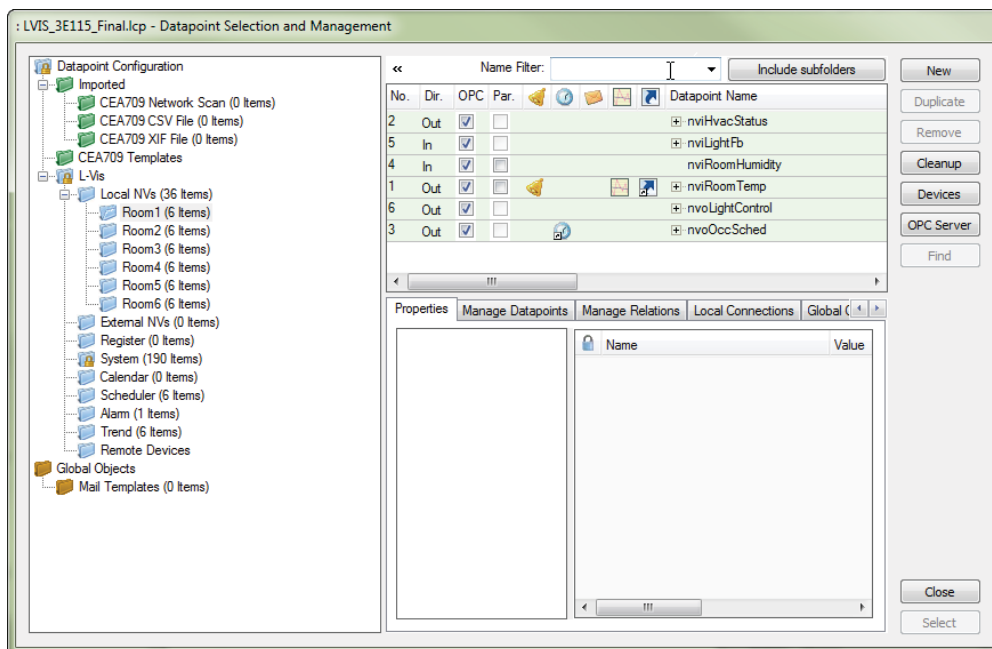 : LVIS_3E115_Final.lcp - Datapoint Selection and Management
Datapoint Configuration
Imported
CEA709 Network Scan (0 Items)
CEA709 CSV File (0 Items)
CEA709 XIF File (0 Items)
CEA709 Templates
L-Vis
Local NVs (36 Items)
Room1 (6 Items)
Room2 (6 Items)
Room3 (6 Items)
Room4 (6 Items)
Room5 (6 Items)
Room6 (6 Items)
External NVs (0 Items)
Register (0 Items)
System (190 Items)
Calendar (0 Items)
Scheduler (6 Items)
Alarm (1 Items)
Trend (6 Items)
Remote Devices
Global Objects
Mail Templates (0 Items)
« Name Filter: Include subfolders
No. Dir. OPC Par. Datapoint Name
2 Out nviHvacStatus
5 In nviLightFb
4 In nviRoomHumidity
1 Out nviRoomTemp
6 Out nvoLightControl
3 Out nvoOccSched
Properties Manage Datapoints Manage Relations Local Connections Global (
Name Value
New
Duplicate
Remove
Cleanup
Devices
OPC Server
Find
Close
Select